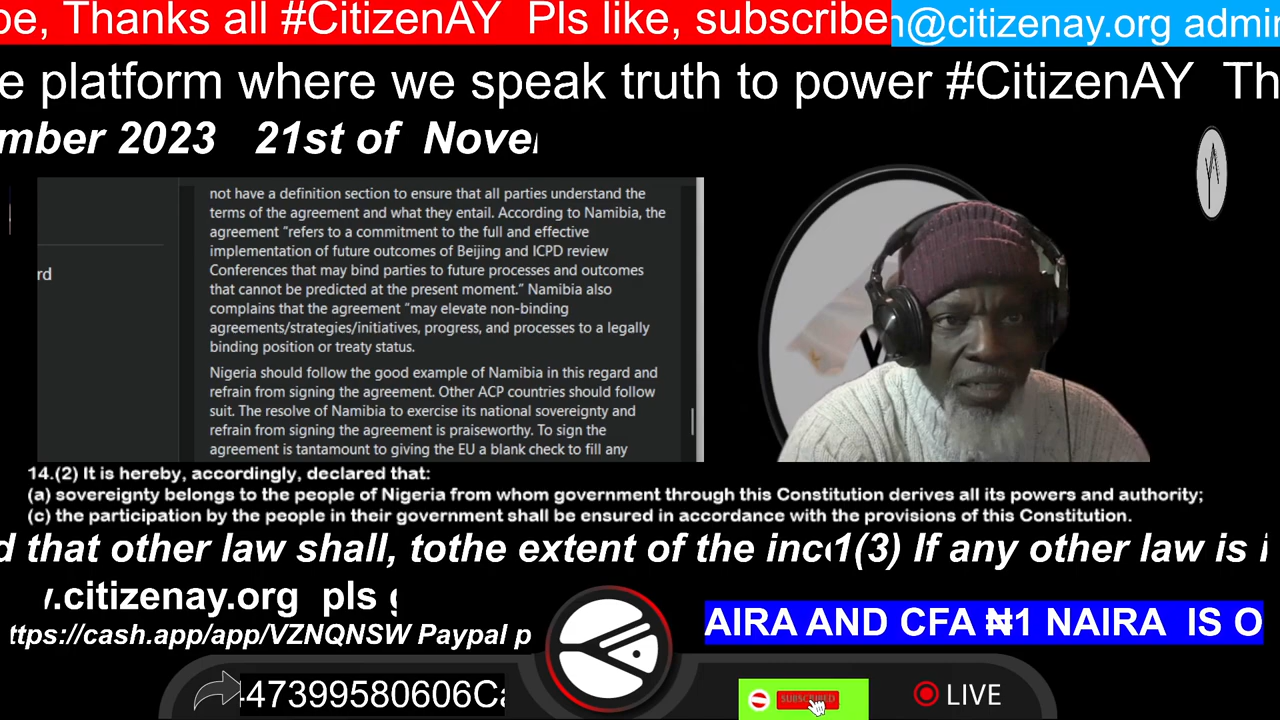 be, Thanks all #CitizenAY Pls like, subscribe
@citizenay.org admin
e platform where we speak truth to power #CitizenAY Th
mber 2023 21st of Nove
not have a definition section to ensure that all parties understand the
terms of the agreement and what they entail. According to Namibia, the
agreement “refers to a commitment to the full and effective
implementation of future outcomes of Beijing and ICPD review
Conferences that may bind parties to future processes and outcomes
that cannot be predicted at the present moment.” Namibia also
complains that the agreement “may elevate non-binding
agreements/strategies/initiatives, progress, and processes to a legally
binding position or treaty status.
rd
Nigeria should follow the good example of Namibia in this regard and
refrain from signing the agreement. Other ACP countries should follow
suit. The resolve of Namibia to exercise its national sovereignty and
refrain from signing the agreement is praiseworthy. To sign the
agreement is tantamount to giving the EU a blank check to fill any
14.(2) It is hereby, accordingly, declared that:
(a) sovereignty belongs to the people of Nigeria from whom government through this Constitution derives all its powers and authority;
(c) the participation by the people in their government shall be ensured in accordance with the provisions of this Constitution.
d that other law shall, tothe extent of the inc
1(3) If any other law is
.citizenay.org pls
ttps://cash.app/app/VZNQNSW Paypal p
AIRA AND CFA ₦1 NAIRA IS O
47399580606Ca
SUBSCRIBED
LIVE